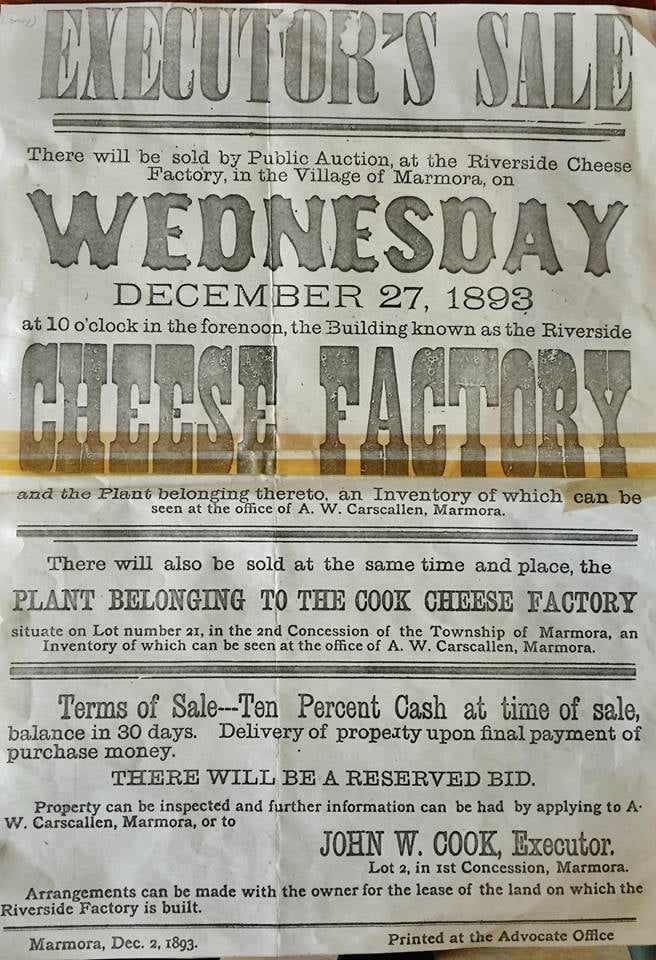 EXECUTOR'S SALE
There will be sold by Public Auction, at the Riverside Cheese
Factory, in the Village of Marmora, on
WEDNESDAY
DECEMBER 27, 1893
at 10 o'clock in the forenoon, the Building known as the Riverside
CHEESE FACTORY
and the Plant belonging thereto, an Inventory of which can be
seen at the office of A. W. Carscallen, Marmora.
There will also be sold at the same time and place, the
PLANT BELONGING TO THE COOK CHEESE FACTORY
situate on Lot number 21, in the 2nd Concession of the Township of Marmora, an
Inventory of which can be seen at the office of A. W. Carscallen, Marmora.
Terms of Sale---Ten Percent Cash at time of sale,
balance in 30 days. Delivery of property upon final payment of
purchase money.
THERE WILL BE A RESERVED BID.
Property can be inspected and further information can be had by applying to A.
W. Carscallen, Marmora, or to
JOHN W. COOK, Executor.
Lot 2, in 1st Concession, Marmora.
Arrangements can be made with the owner for the lease of the land on which the
Riverside Factory is built.
Marmora, Dec. 2, 1893.
Printed at the Advocate Office